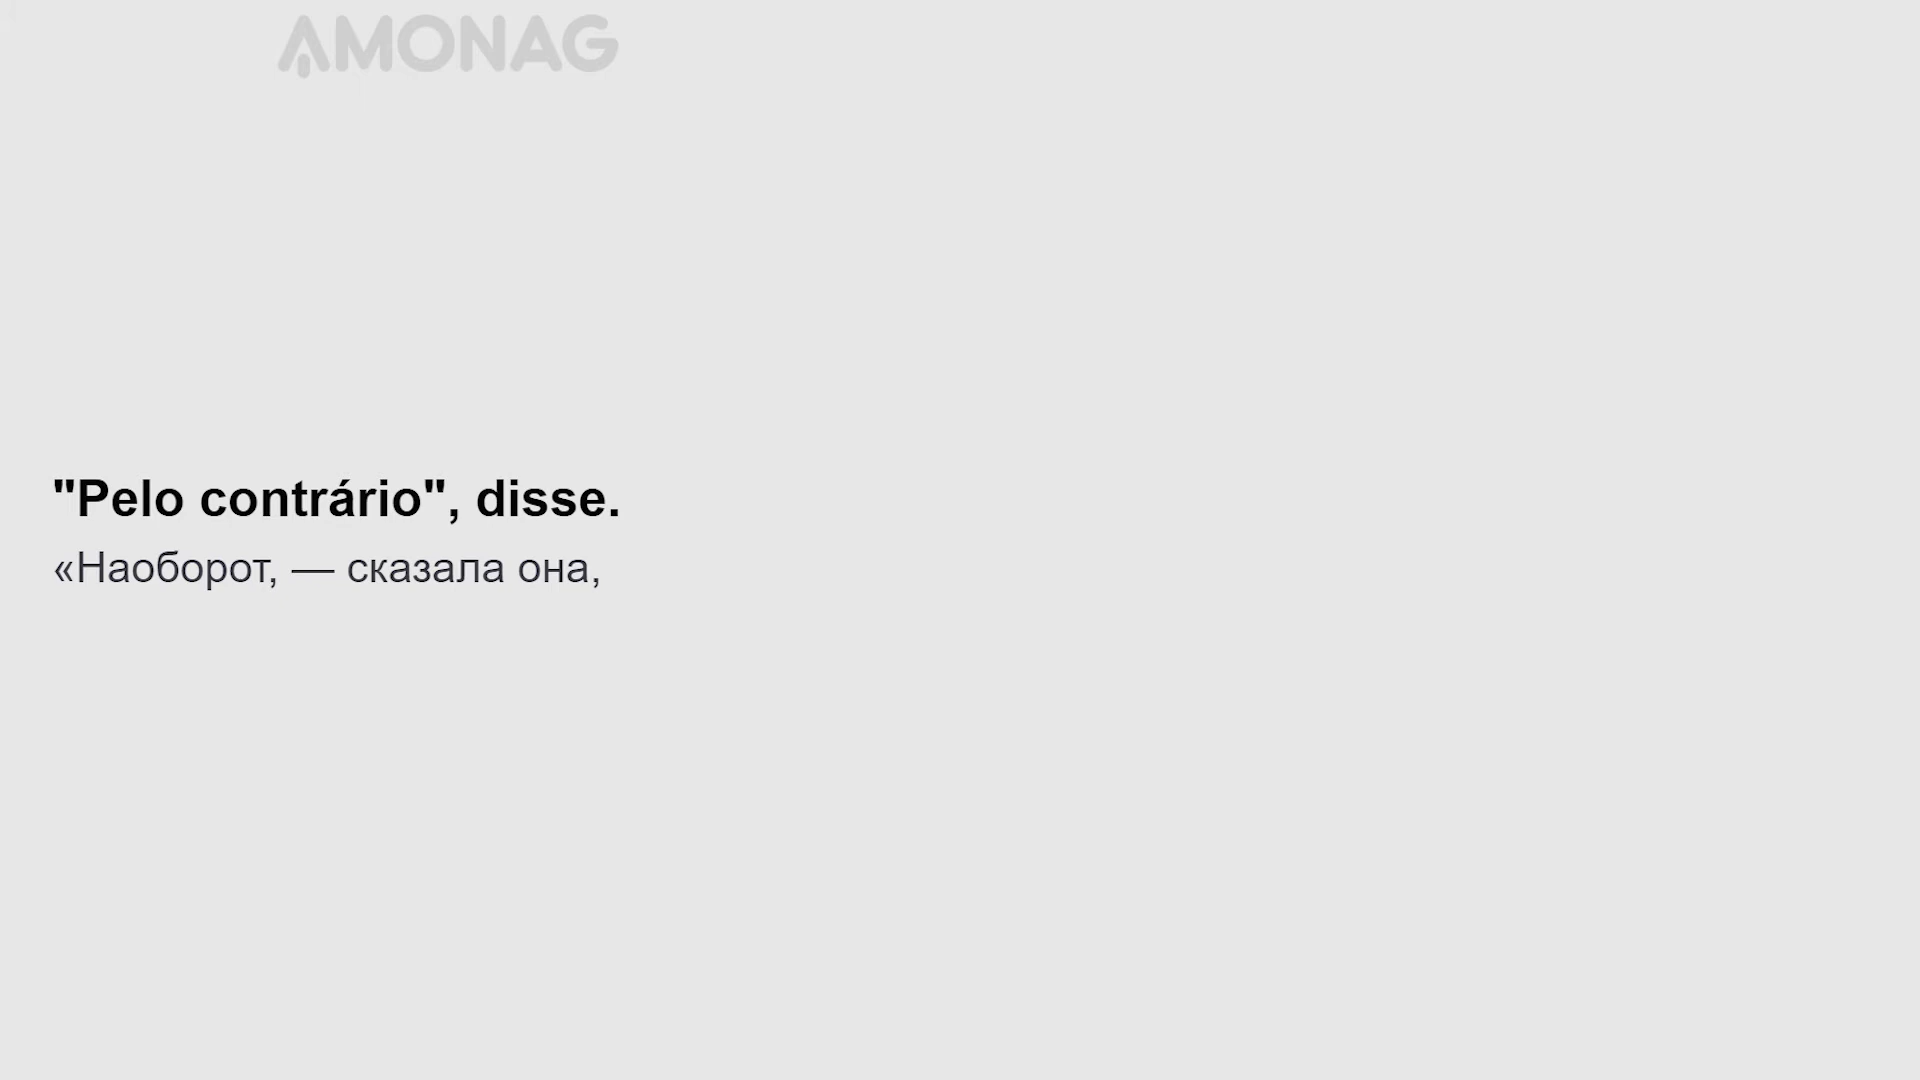 AMONAG
"Pelo contrário", disse.
«Наоборот, — сказала она,